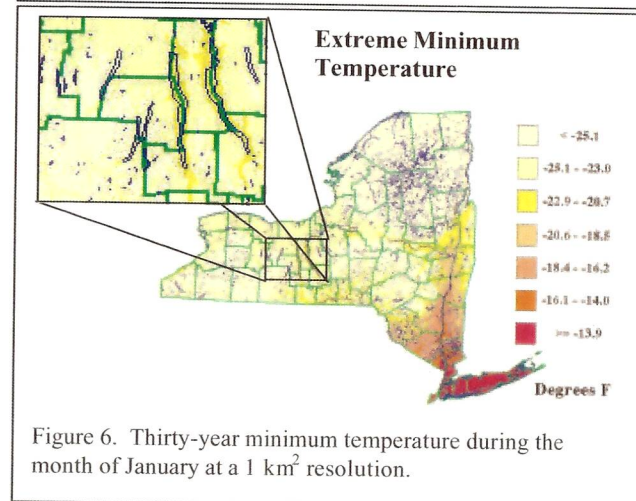 Extreme Minimum
Temperature
< -25.1
-25.1 - -23.0
-22.9 - -20.7
-20.6 - -18.5
-18.4 - -16.2
-16.1 - -14.0
>= -13.9
Degrees F
Figure 6. Thirty-year minimum temperature during the
month of January at a 1 km² resolution.